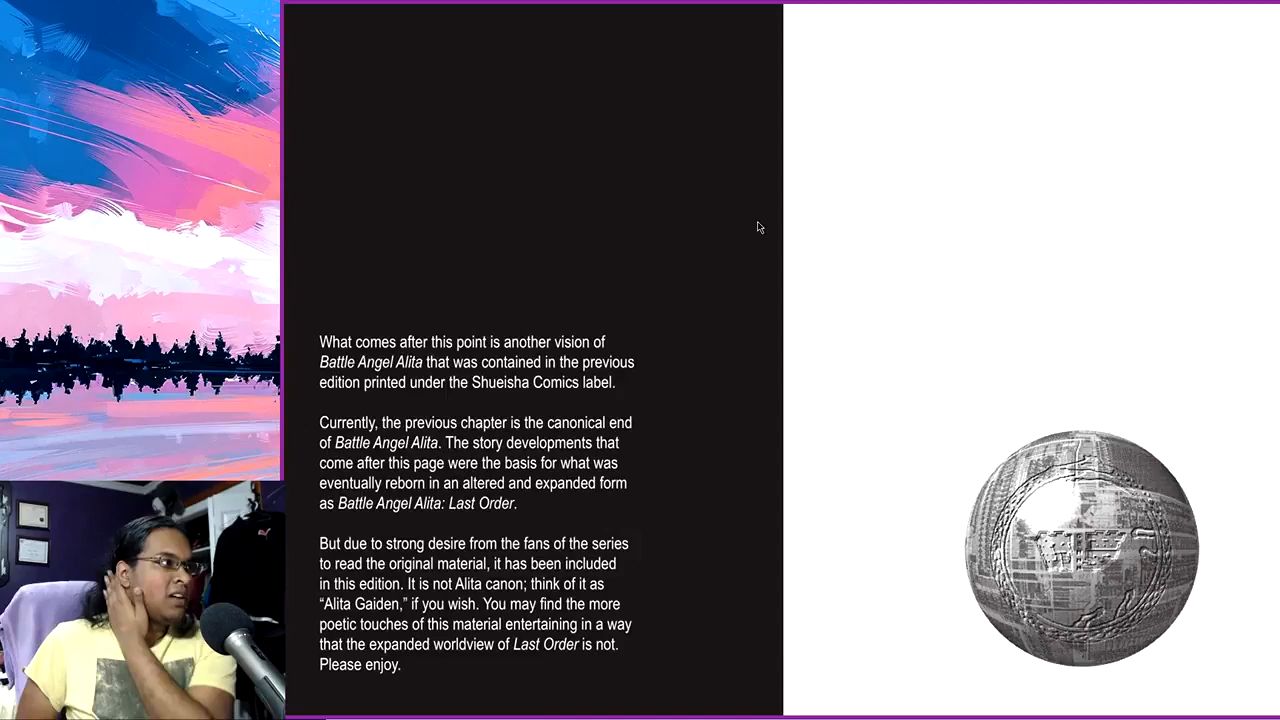 What comes after this point is another vision of
Battle Angel Alita that was contained in the previous
edition printed under the Shueisha Comics label.
Currently, the previous chapter is the canonical end
of Battle Angel Alita. The story developments that
come after this page were the basis for what was
eventually reborn in an altered and expanded form
as Battle Angel Alita: Last Order.
But due to strong desire from the fans of the series
to read the original material, it has been included
in this edition. It is not Alita canon; think of it as
“Alita Gaiden,” if you wish. You may find the more
poetic touches of this material entertaining in a way
that the expanded worldview of Last Order is not.
Please enjoy.